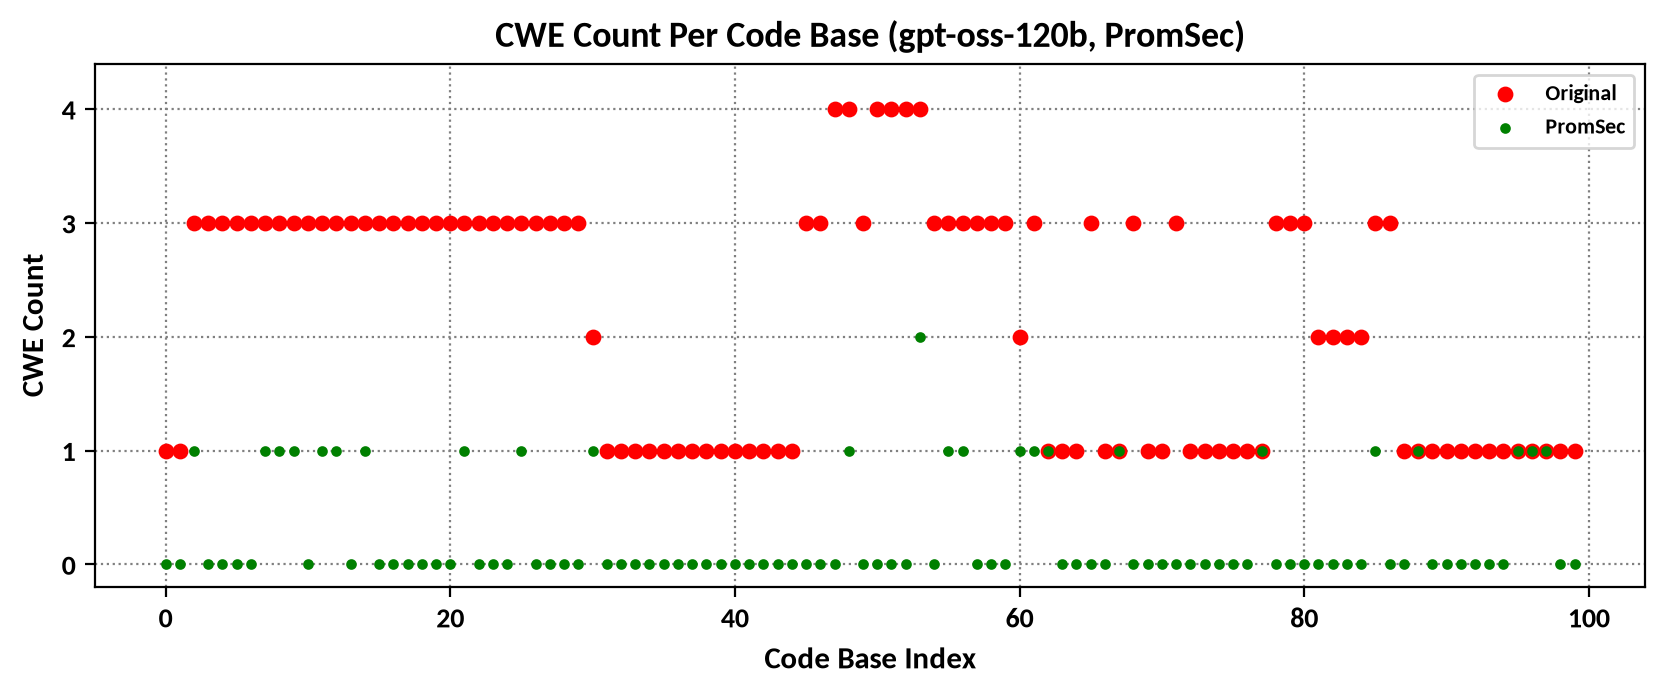 CWE Count Per Code Base (gpt-oss-120b, PromSec)
Original
PromSec
CWE Count
4
3
2
1
0
0 20 40 60 80 100
Code Base Index